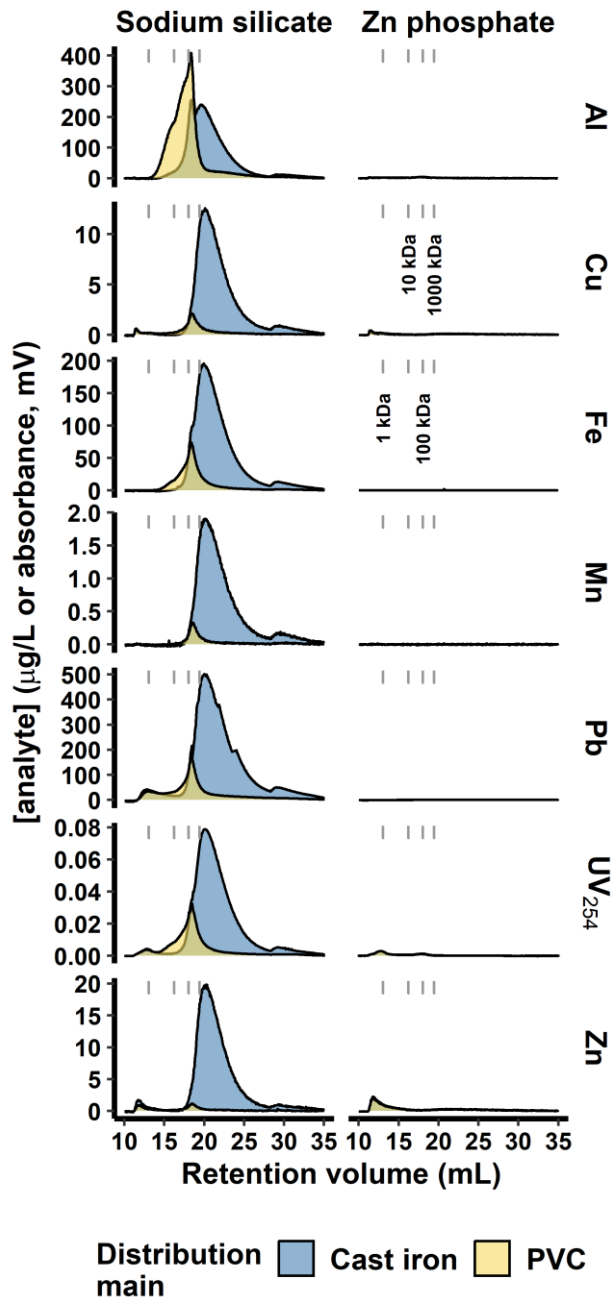 Sodium silicate Zn phosphate
400
300
200
100
0
Al
10
5
0
10 kDa
1000 kDa
Cu
200
150
100
50
0
1 kDa
100 kDa
Fe
2.0
1.5
1.0
0.5
0.0
Mn
500
400
300
200
100
0
Pb
0.08
0.06
0.04
0.02
0.00
UV254
20
15
10
5
0
Zn
[analyte] (µg/L or absorbance, mV)
10 15 20 25 30 35 10 15 20 25 30 35
Retention volume (mL)
Distribution main
Cast iron
PVC